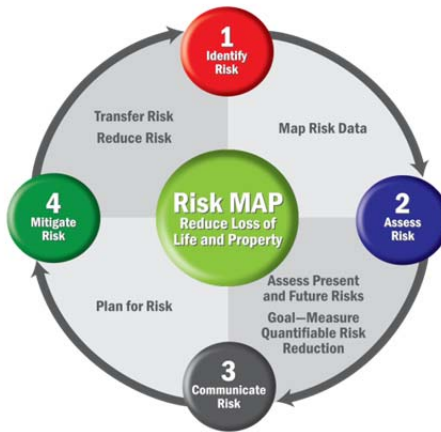 1
Identify
Risk
Transfer Risk
Reduce Risk
Map Risk Data
4
Mitigate
Risk
Risk MAP
Reduce Loss of
Life and Property
2
Assess
Risk
Plan for Risk
Assess Present
and Future Risks
Goal—Measure
Quantifiable Risk
Reduction
3
Communicate
Risk